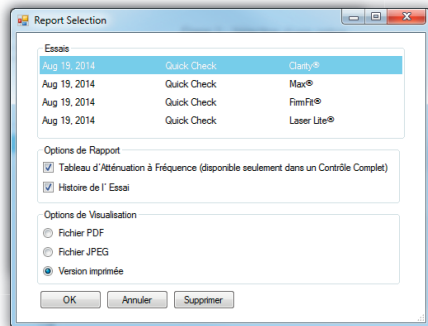 Report Selection
Essais
Aug 19, 2014 Quick Check Clarity®
Aug 19, 2014 Quick Check Max®
Aug 19, 2014 Quick Check FirmFit®
Aug 19, 2014 Quick Check Laser Lite®
Options de Rapport
Tableau d'Atténuation à Fréquence (disponible seulement dans un Contrôle Complet)
Histoire de l' Essai
Options de Visualisation
Fichier PDF
Fichier JPEG
Version imprimée
OK Annuler Supprimer